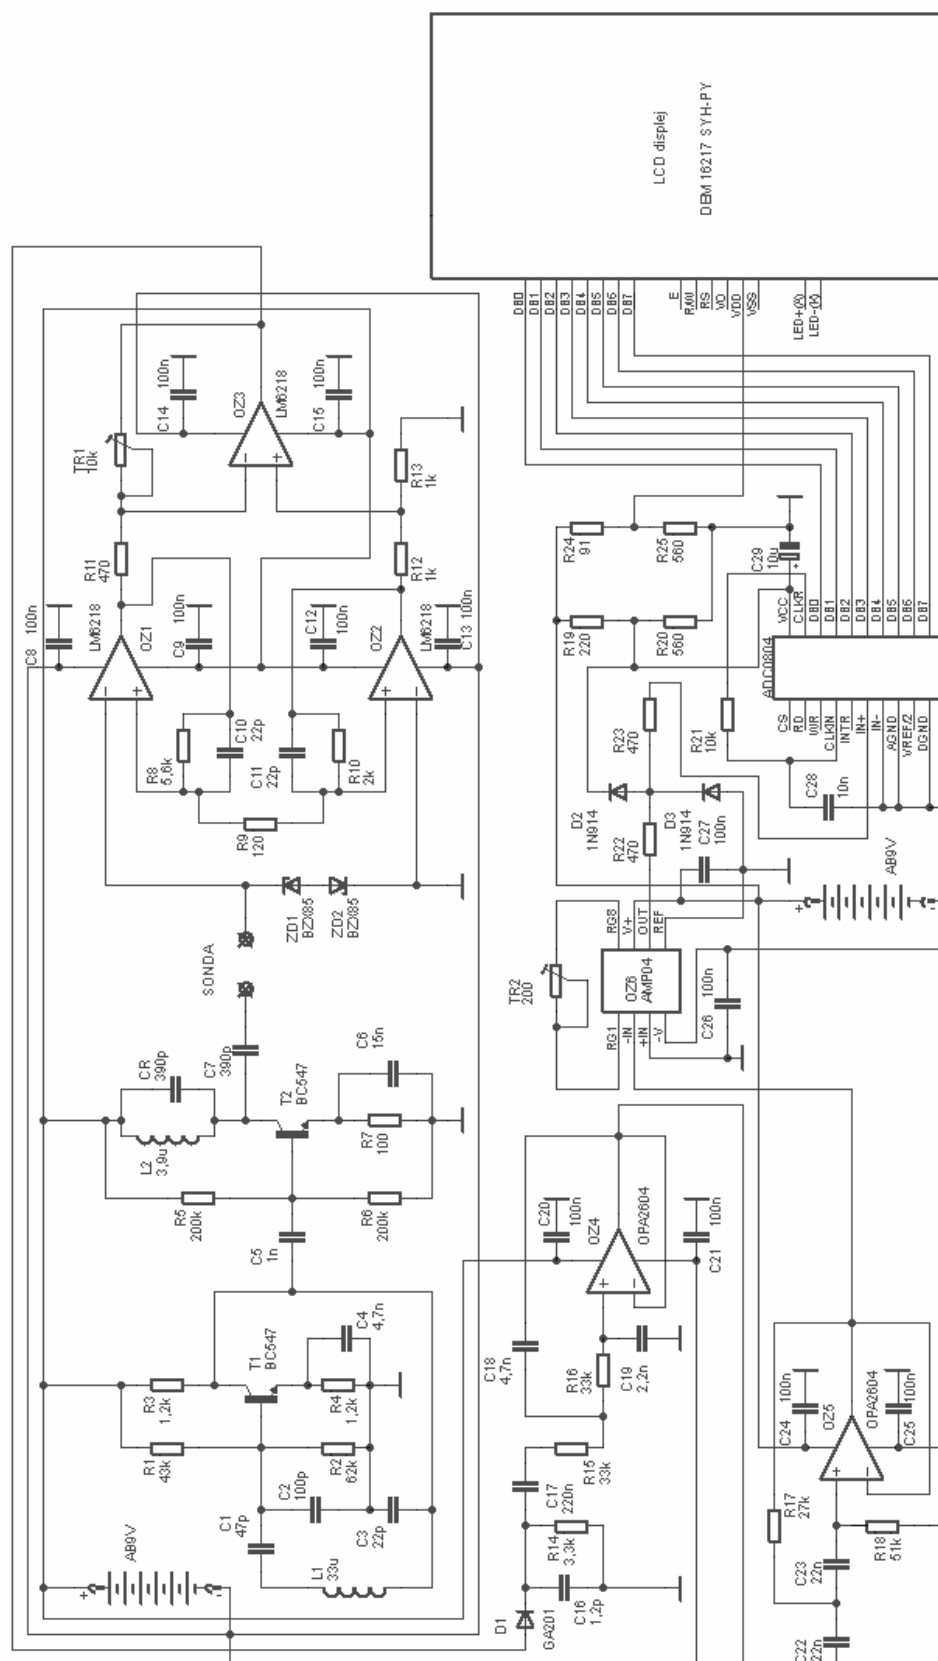 LCD displej
DEM 16217 SYH-PY
DB0
DB1
DB2
DB3
DB4
DB5
DB6
DB7
E
R/W
RS
VO
VDD
VSS
LED+(A)
LED-(K)
C14
100n
OZ3
LM6218
C15
100n
TR1
10k
R13
1k
R11
470
R12
1k
C8
100n
LM6218
OZ1
C9
100n
C12
100n
OZ2
LM6218
C13
100n
R8
5,6k
C10
22p
C11
22p
R10
2k
R9
120
ZD1
BZX85
ZD2
BZX85
SONDA
R24
91
R25
560
R19
220
R20
560
C29
10u
+
VCC
CLKR
DB0
DB1
DB2
DB3
DB4
DB5
DB6
DB7
ADC0804
CS
RD
WR
CLKIN
INTR
IN+
IN-
AGND
VREF/2
DGND
R23
470
R21
10k
C28
10n
D2
1N914
D3
1N914
R22
470
C27
100n
AB9V
+
-
RG8
V+
OUT
REF
OZ6
AMP04
RG1
-IN
+IN
-V
TR2
200
C26
100n
CR
390p
C7
390p
L2
3,9u
T2
BC547
C6
15n
R7
100
R5
200k
R6
200k
C5
1n
C20
100n
OZ4
OPA2604
C21
100n
R3
1,2k
T1
BC547
C4
4,7n
R4
1,2k
R1
43k
R2
62k
C2
100p
C1
47p
C3
22p
L1
33u
AB9V
+
-
C18
4,7n
R16
33k
C19
2,2n
R15
33k
C17
220n
R14
3,3k
C16
1,2p
D1
GA201
C24
100n
OZ5
OPA2604
C25
100n
R17
27k
R18
51k
C23
22n
C22
22n